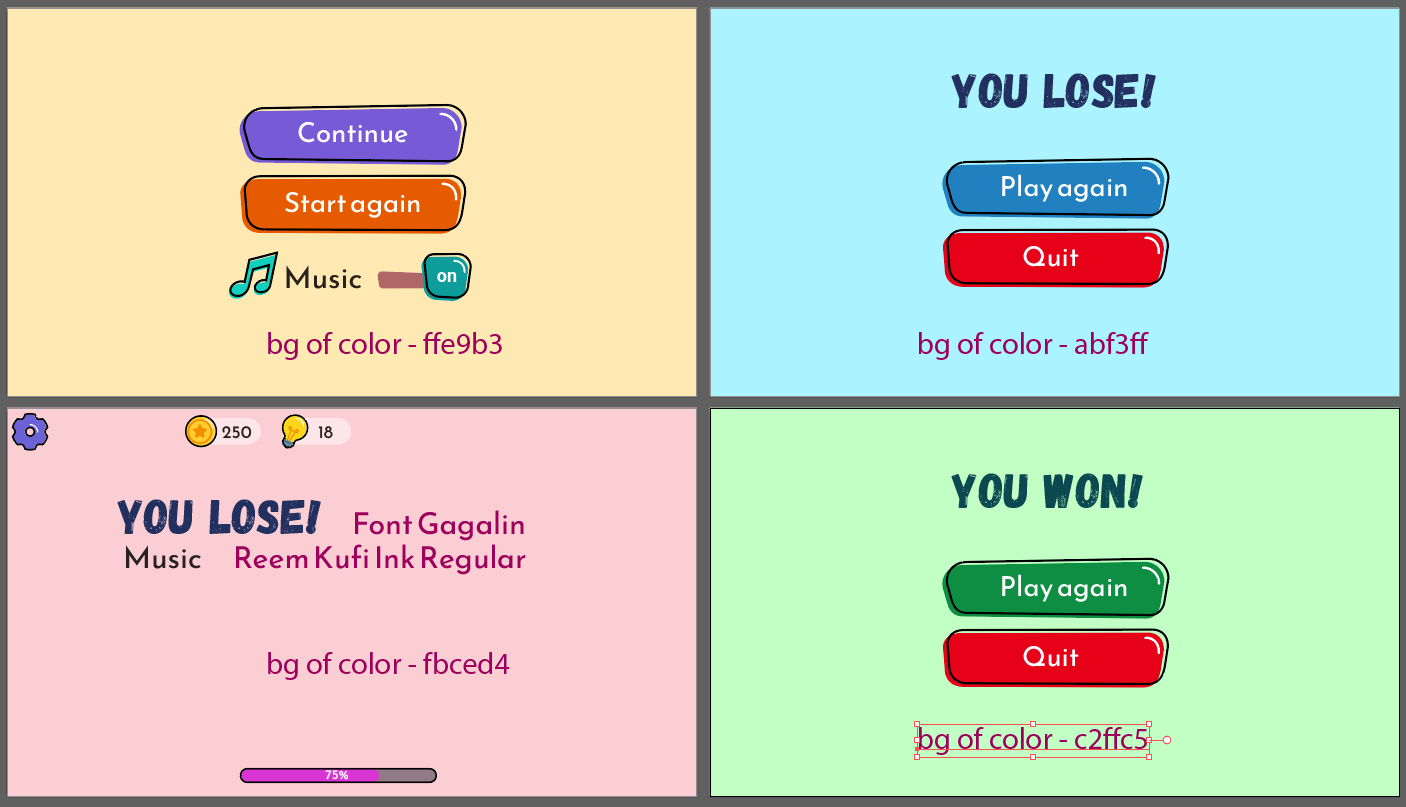 Continue
Start again
Music
on
bg of color - ffe9b3
YOU LOSE!
Play again
Quit
bg of color - abf3ff
250
18
YOU LOSE!
Font Gagalin
Music
Reem Kufi Ink Regular
bg of color - fbced4
75%
YOU WON!
Play again
Quit
bg of color - c2ffc5